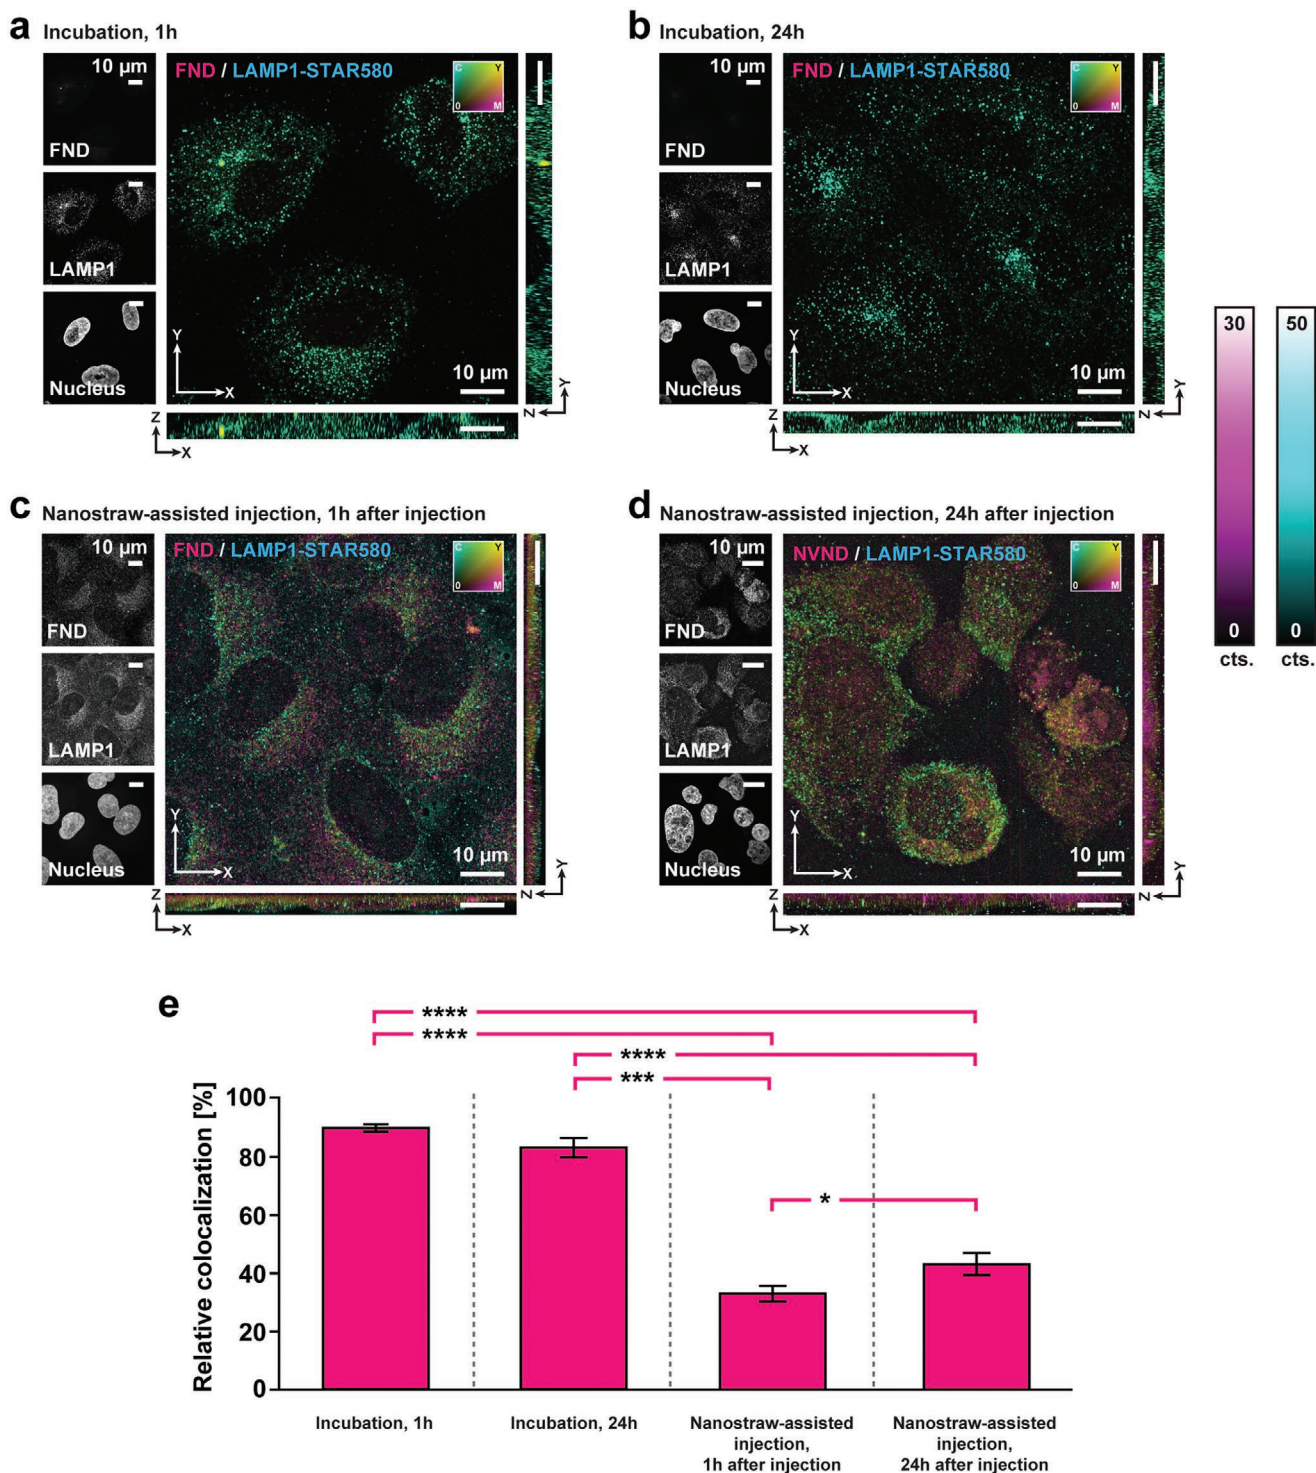 a Incubation, 1h
10 µm
FND
LAMP1
Nucleus
FND / LAMP1-STAR580
C Y
0 M
Y
X
10 µm
Z
X
Z
Y
b Incubation, 24h
10 µm
FND
LAMP1
Nucleus
FND / LAMP1-STAR580
C Y
0 M
Y
X
10 µm
Z
X
Z
Y
30 50
0 0
cts. cts.
c Nanostraw-assisted injection, 1h after injection
10 µm
FND
LAMP1
Nucleus
FND / LAMP1-STAR580
C Y
0 M
Y
X
10 µm
Z
X
Z
Y
d Nanostraw-assisted injection, 24h after injection
10 µm
FND
LAMP1
Nucleus
NVND / LAMP1-STAR580
C Y
0 M
Y
X
10 µm
Z
X
Z
Y
e
****
****
****
***
*
Relative colocalization [%]
100
80
60
40
20
0
Incubation, 1h
Incubation, 24h
Nanostraw-assisted
injection,
1h after injection
Nanostraw-assisted
injection,
24h after injection